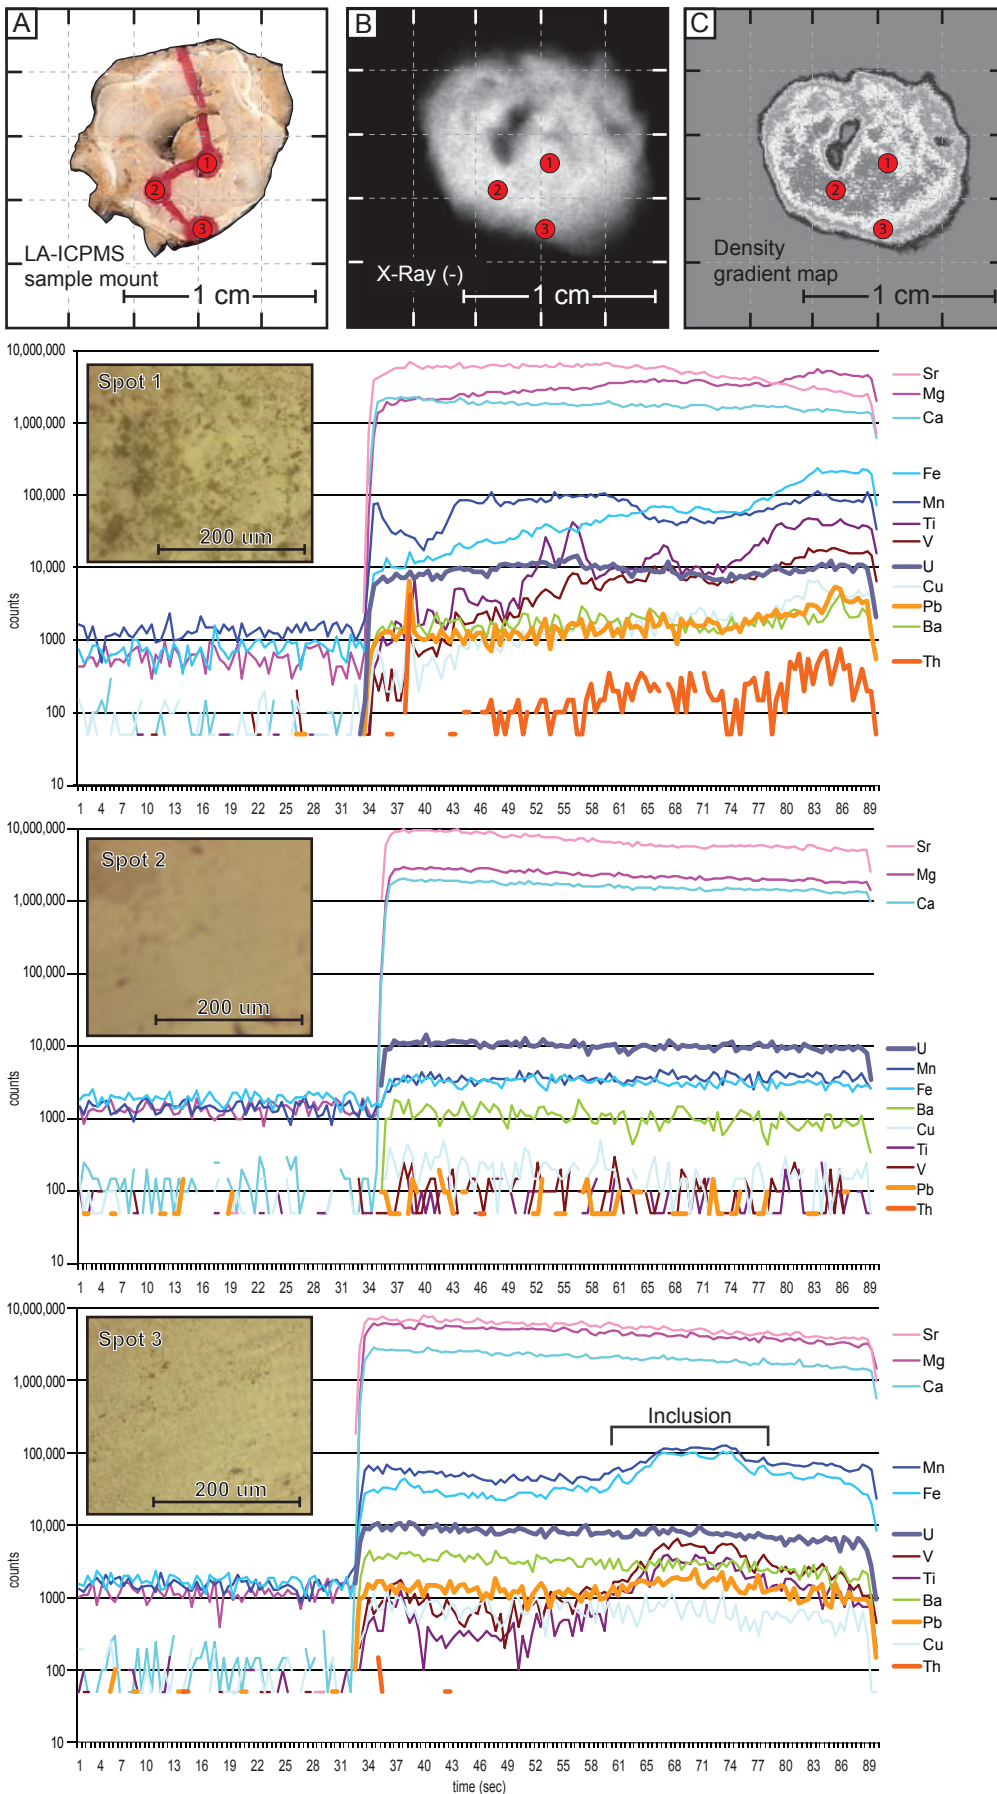 A
B
C
1
2
3
LA-ICPMS
sample mount
1 cm
1
2
3
X-Ray (-)
1 cm
1
2
3
Density
gradient map
1 cm
10,000,000
1,000,000
100,000
10,000
1000
100
10
counts
Spot 1
200 um
Sr
Mg
Ca
Fe
Mn
Ti
V
U
Cu
Pb
Ba
Th
1 4 7 10 13 16 19 22 25 28 31 34 37 40 43 46 49 52 55 58 61 65 68 71 74 77 80 83 86 89
10,000,000
1,000,000
100,000
10,000
1000
100
10
counts
Spot 2
200 um
Sr
Mg
Ca
U
Mn
Fe
Ba
Cu
Ti
V
Pb
Th
1 4 7 10 13 16 19 22 25 28 31 34 37 40 43 46 49 52 55 58 61 65 68 71 74 77 80 83 86 89
10,000,000
1,000,000
100,000
10,000
1000
100
10
counts
Spot 3
200 um
Inclusion
Sr
Mg
Ca
Mn
Fe
U
V
Ti
Ba
Pb
Cu
Th
1 4 7 10 13 16 19 22 25 28 31 34 37 40 43 46 49 52 55 58 61 65 68 71 74 77 80 83 86 89
time (sec)